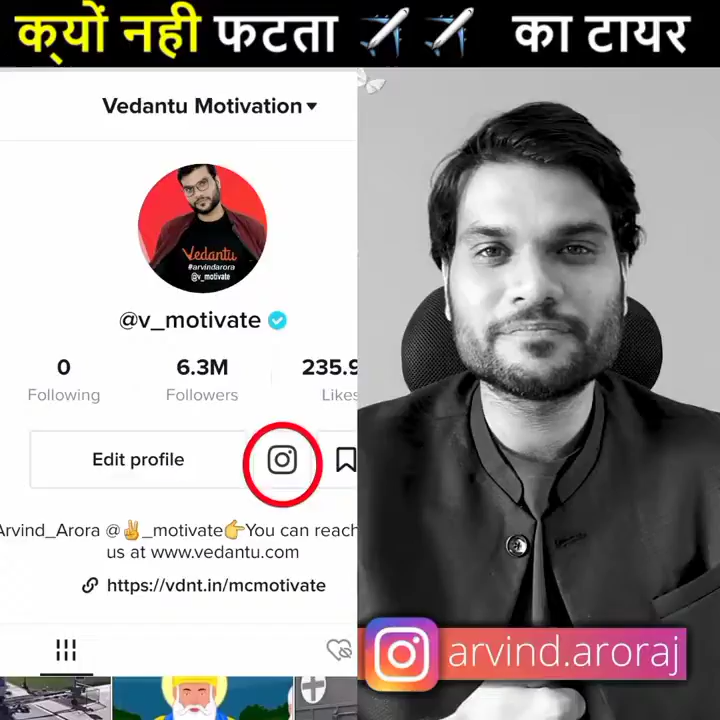 क्यों नही फटता ✈️✈️ का टायर
Vedantu Motivation
Vedantu
#arvindarora
@v_motivate
@v_motivate
0
6.3M
235.9
Following
Followers
Likes
Edit profile
Arvind_Arora @✌_motivate👉You can reach
us at www.vedantu.com
https://vdnt.in/mcmotivate
arvind.aroraj